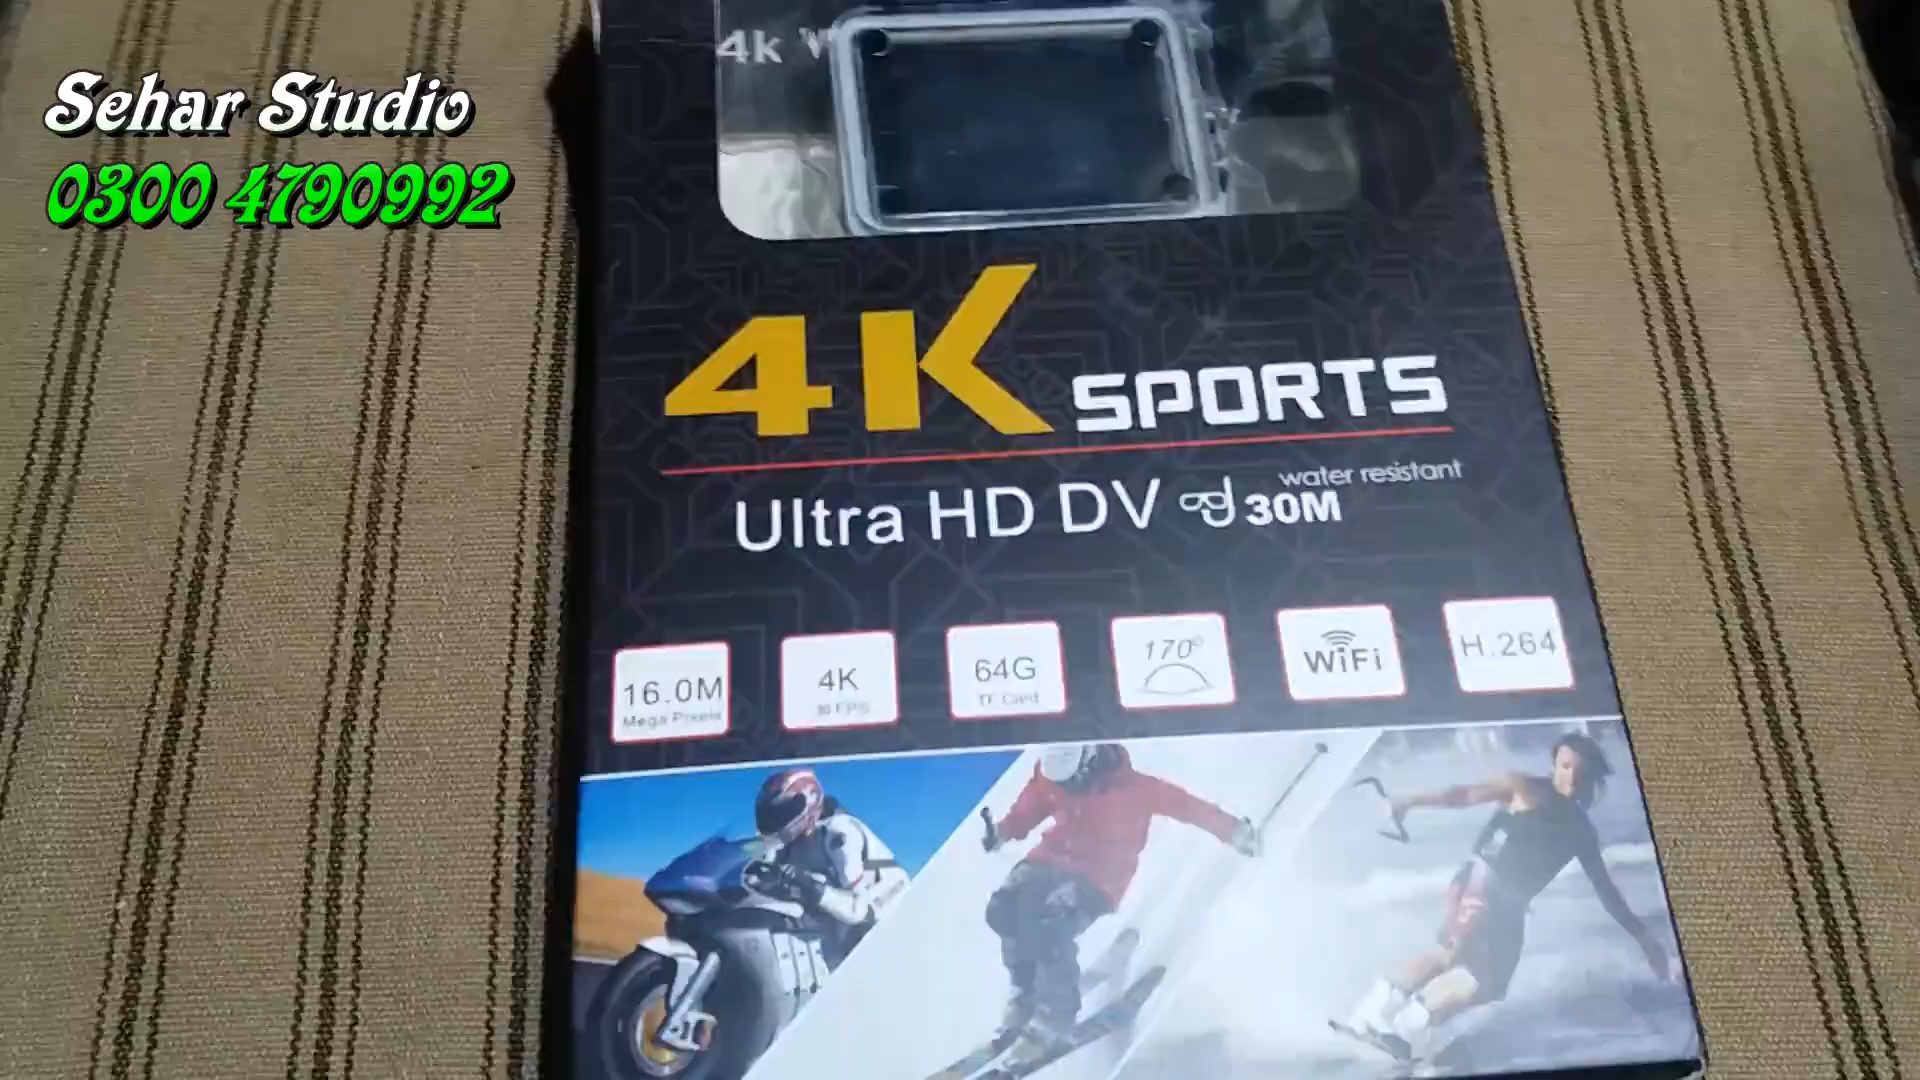 Sehar Studio
0300 4790992
4k
4K SPORTS
Ultra HD DV
water resistant
30M
16.0M
Mega Pixels
4K
30 FPS
64G
TF Card
170°
WiFi
H.264